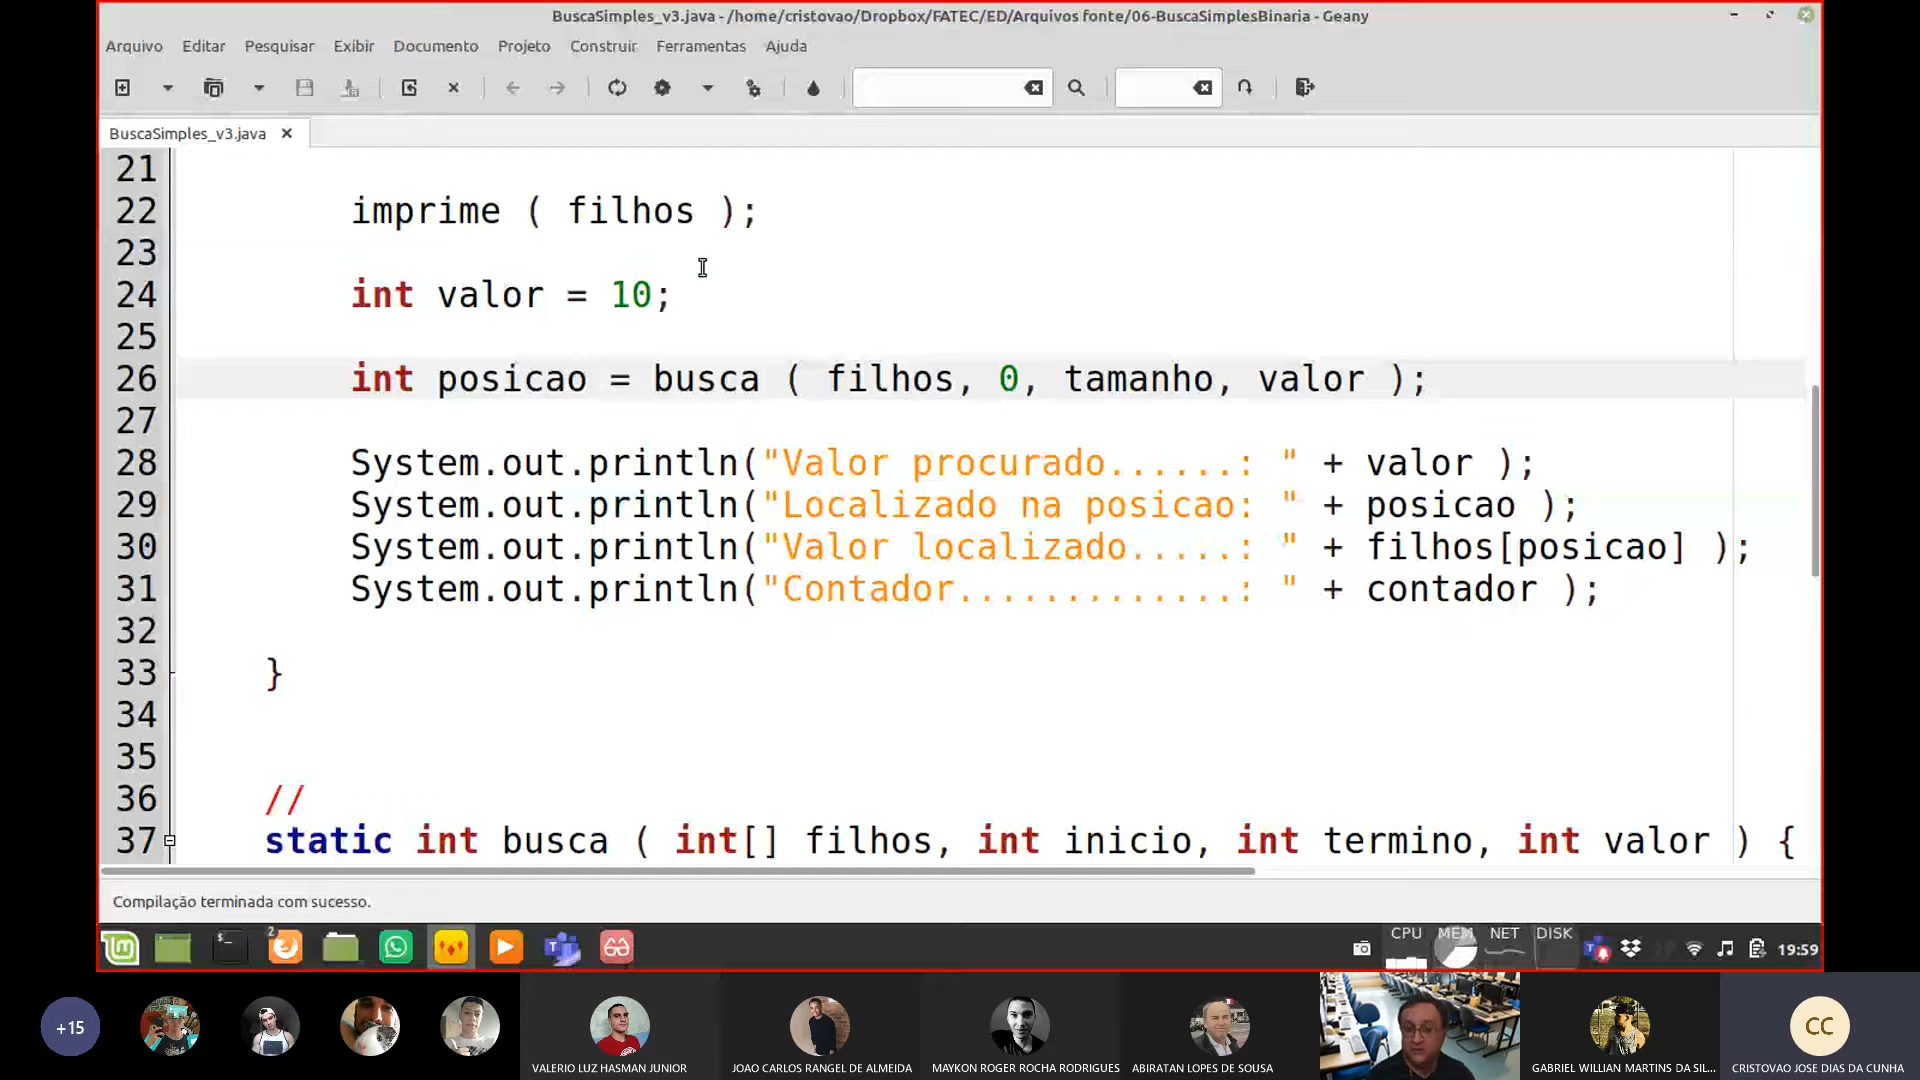 BuscaSimples_v3.java - /home/cristovao/Dropbox/FATEC/ED/Arquivos fonte/06-BuscaSimplesBinaria - Geany
Arquivo Editar Pesquisar Exibir Documento Projeto Construir Ferramentas Ajuda
BuscaSimples_v3.java
21
22 imprime ( filhos );
23
24 int valor = 10;
25
26 int posicao = busca ( filhos, 0, tamanho, valor );
27
28 System.out.println("Valor procurado......: " + valor );
29 System.out.println("Localizado na posicao: " + posicao );
30 System.out.println("Valor localizado.....: " + filhos[posicao] );
31 System.out.println("Contador.............: " + contador );
32
33 }
34
35
36 //
37 static int busca ( int[] filhos, int inicio, int termino, int valor ) {
Compilação terminada com sucesso.
2
CPU MEM NET DISK
19:59
+15
CC
VALERIO LUZ HASMAN JUNIOR
JOAO CARLOS RANGEL DE ALMEIDA
MAYKON ROGER ROCHA RODRIGUES
ABIRATAN LOPES DE SOUSA
GABRIEL WILLIAN MARTINS DA SIL...
CRISTOVAO JOSE DIAS DA CUNHA